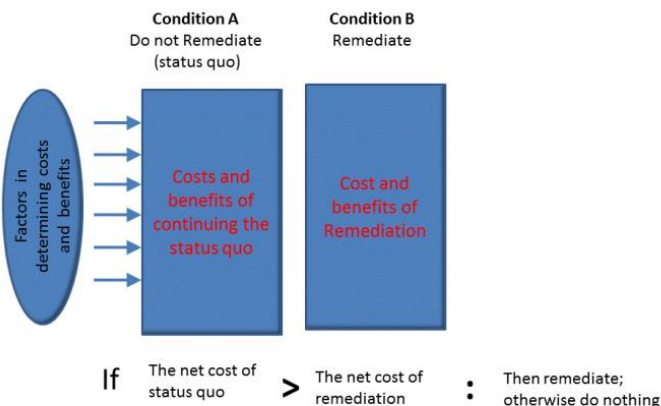 Condition A
Do not Remediate
(status quo)
Condition B
Remediate
Factors in
determining costs
and benefits
Costs and
benefits of
continuing the
status quo
Cost and
benefits of
Remediation
If
The net cost of
status quo
>
The net cost of
remediation
:
Then remediate;
otherwise do nothing